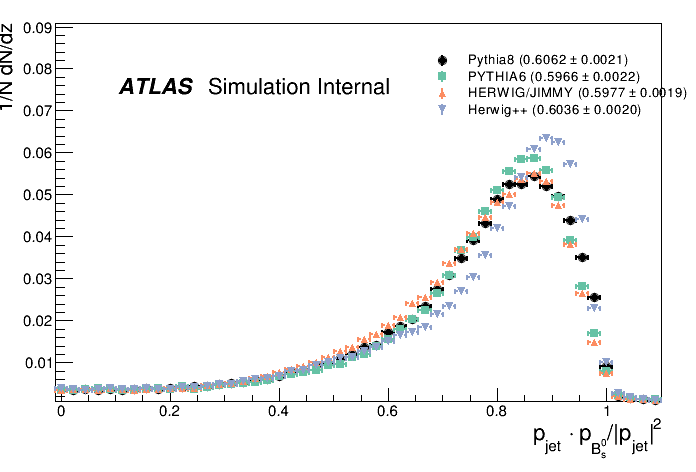 1/N dN/dz
0.09
0.08
0.07
0.06
0.05
0.04
0.03
0.02
0.01
ATLAS Simulation Internal
Pythia8 (0.6062 ± 0.0021)
PYTHIA6 (0.5966 ± 0.0022)
HERWIG/JIMMY (0.5977 ± 0.0019)
Herwig++ (0.6036 ± 0.0020)
0 0.2 0.4 0.6 0.8 1
p_jet · p_{B_s^0}/|p_jet|^2